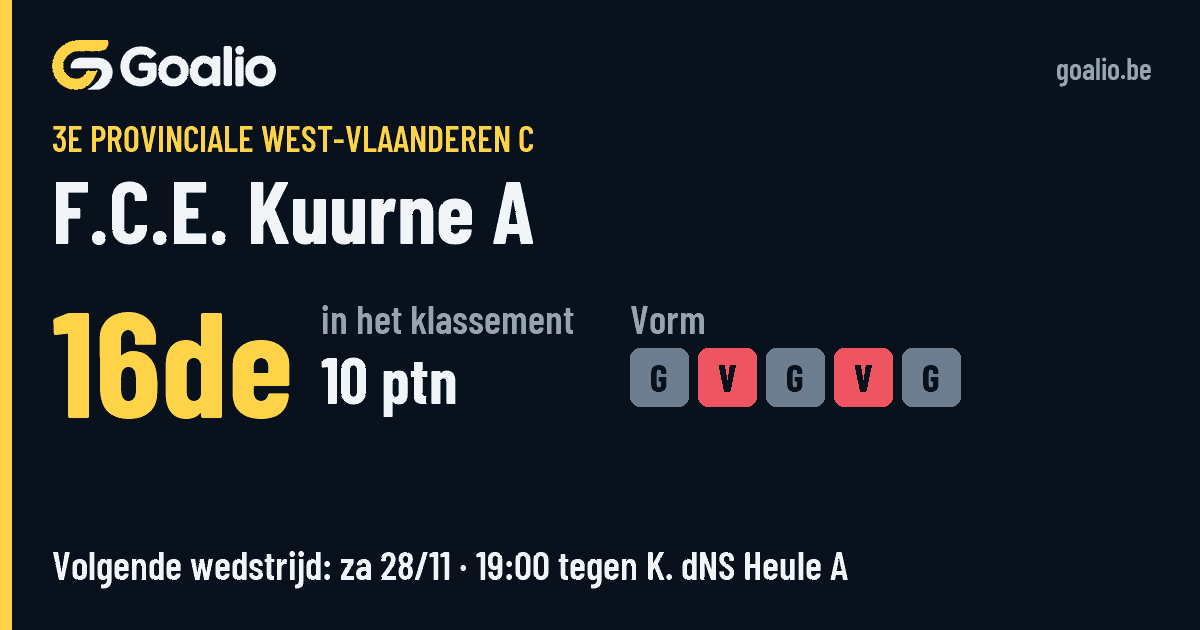 Goalio
goalio.be
3E PROVINCIALE WEST-VLAANDEREN C
F.C.E. Kuurne A
16de
in het klassement
10 ptn
Vorm
G V G V G
Volgende wedstrijd: za 28/11 · 19:00 tegen K. dNS Heule A